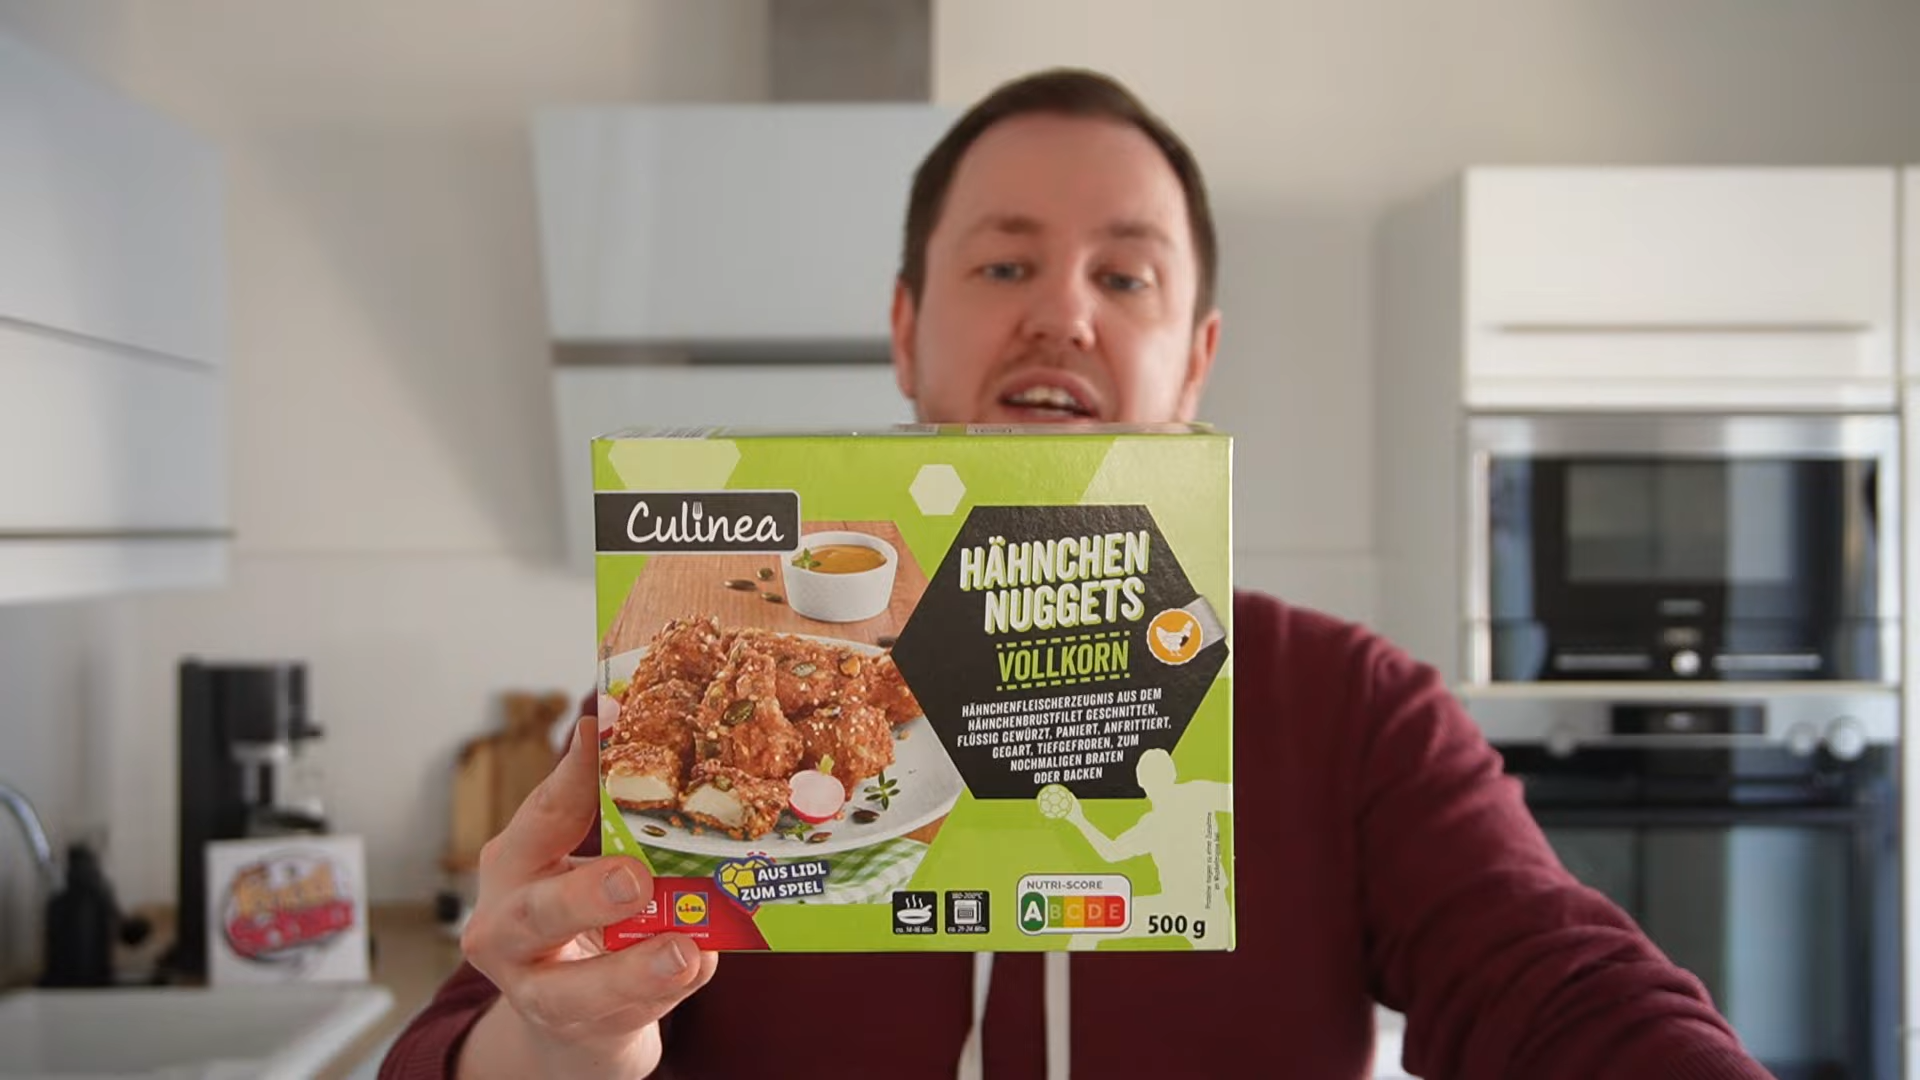 Culinea
HÄHNCHEN
NUGGETS
VOLLKORN
HÄHNCHENFLEISCHERZEUGNIS AUS DEM
HÄHNCHENBRUSTFILET GESCHNITTEN,
FLÜSSIG GEWÜRZT, PANIERT, ANFRITTIERT,
GEGART, TIEFGEFROREN, ZUM
NOCHMALIGEN BRATEN
ODER BACKEN
AUS LIDL
ZUM SPIEL
LIDL
NUTRI-SCORE
A B C D E
500 g